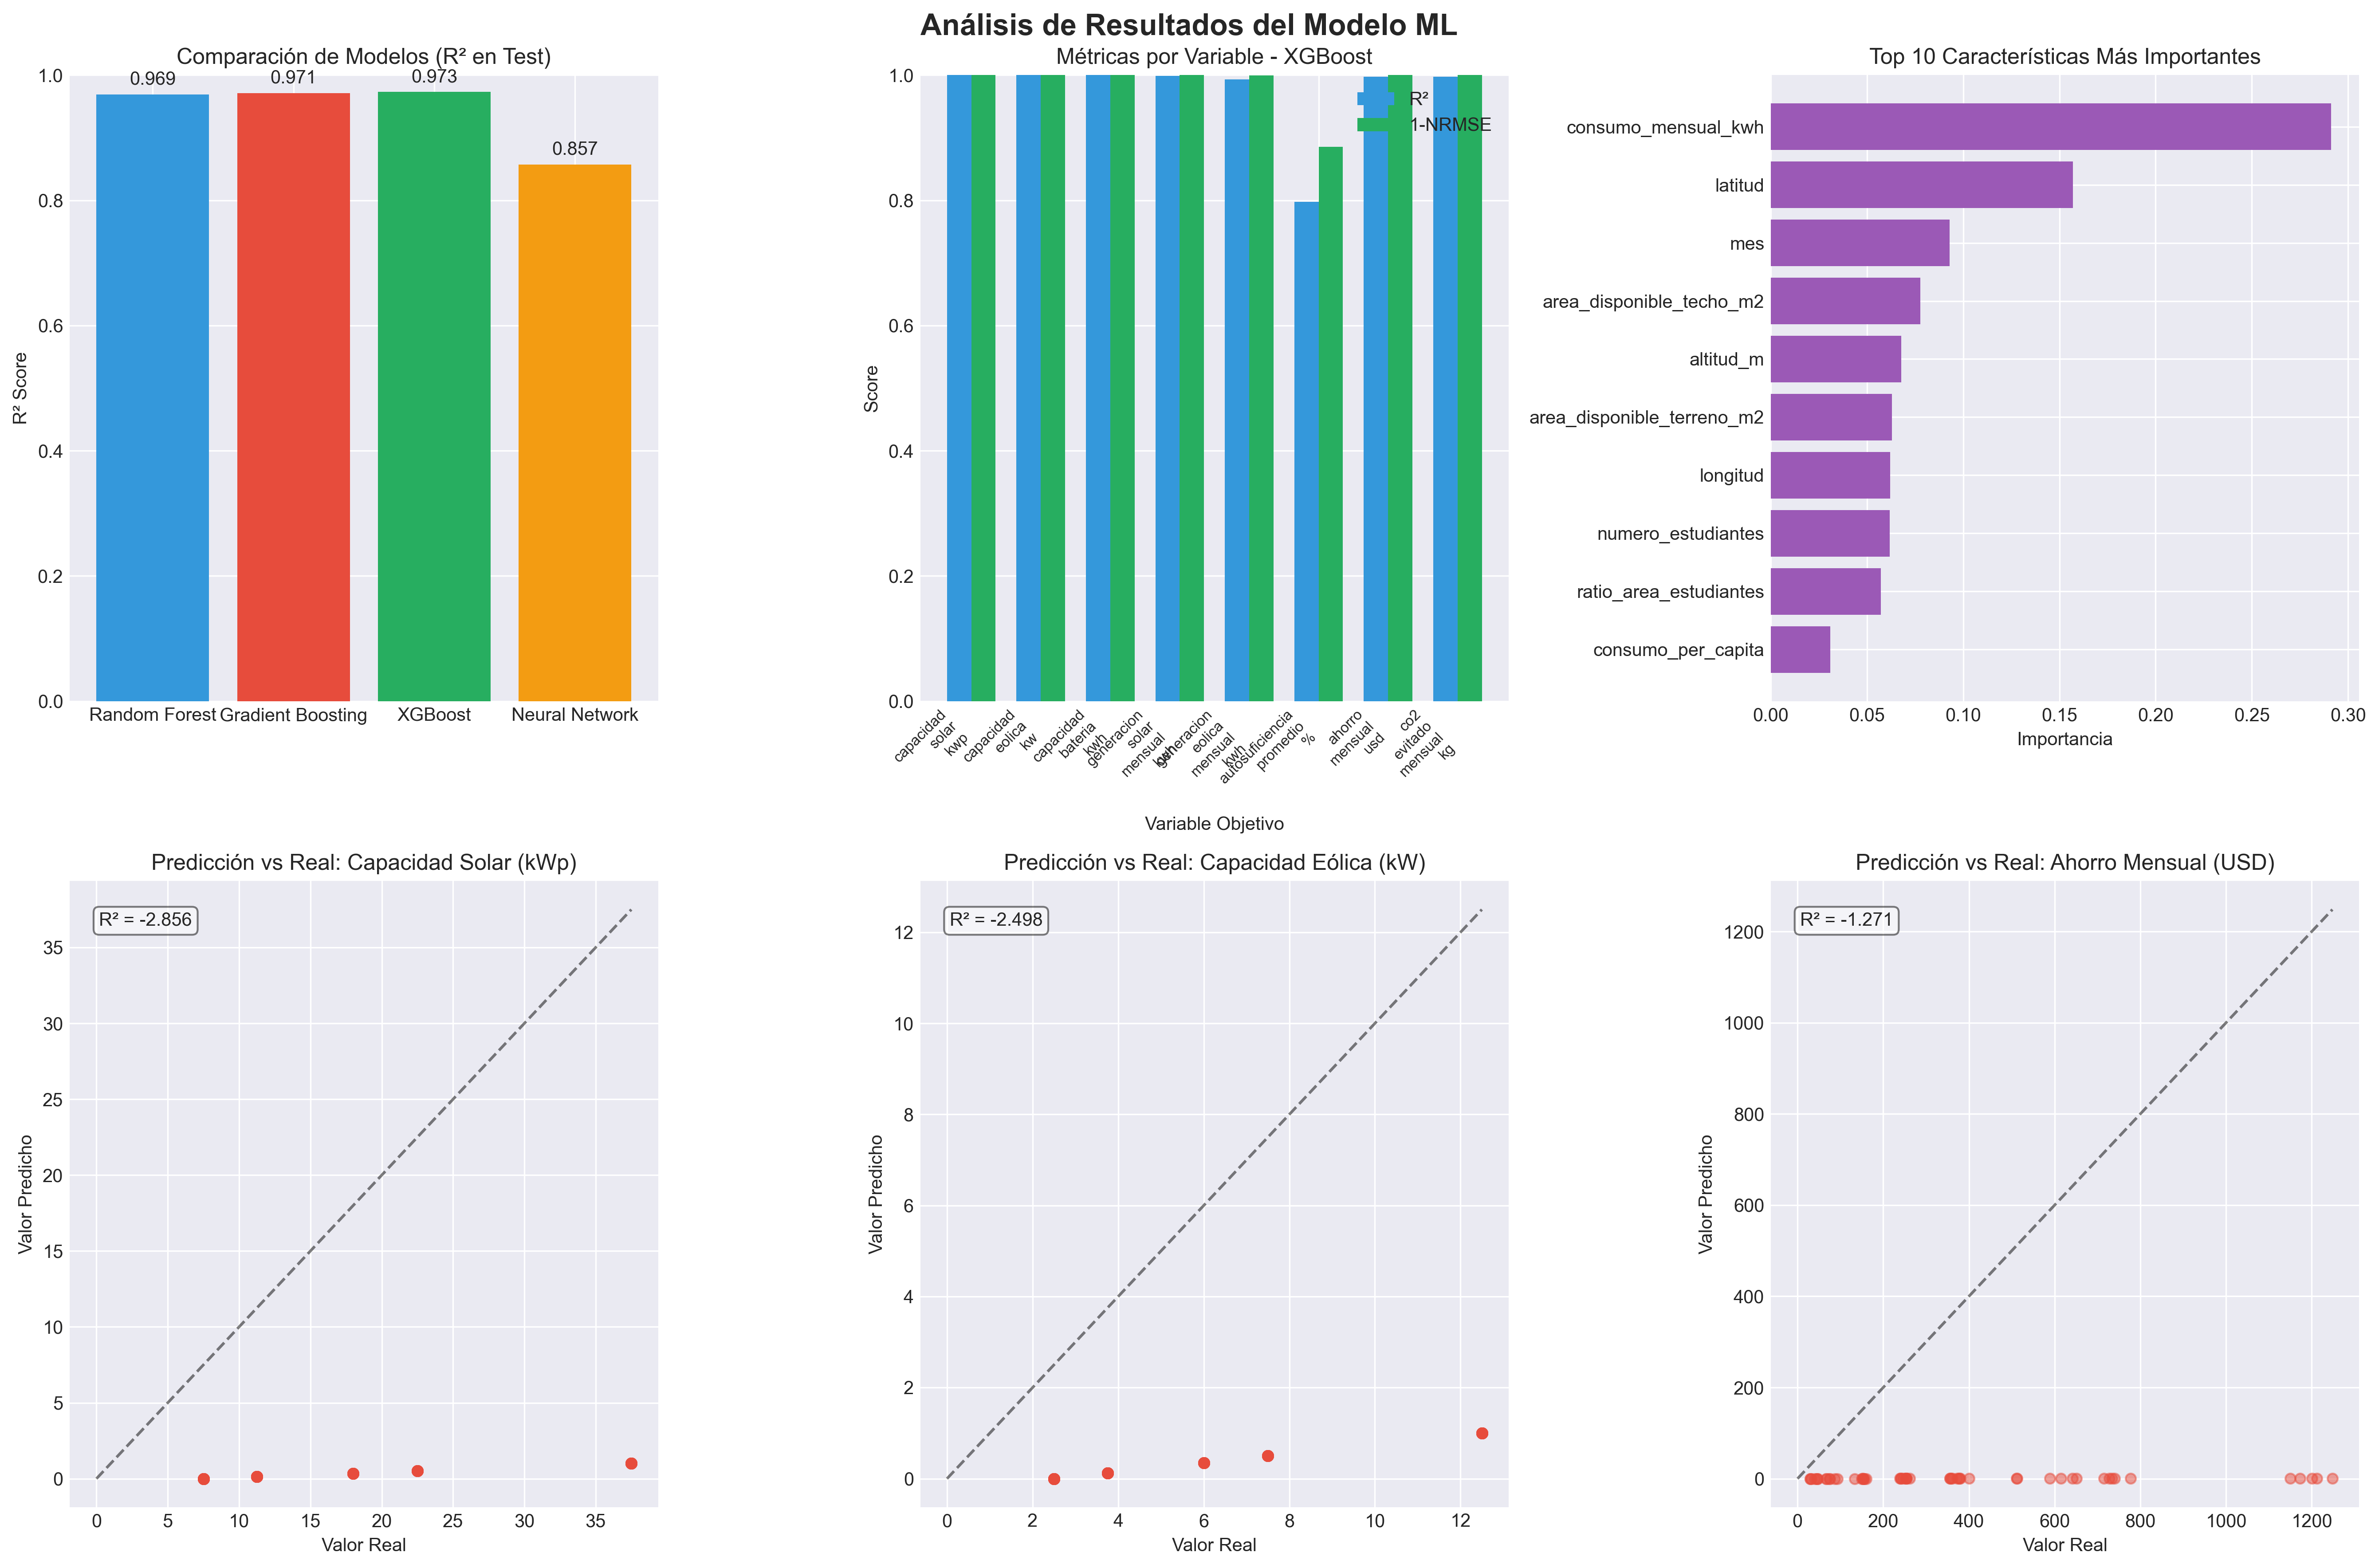 Análisis de Resultados del Modelo ML
Comparación de Modelos (R² en Test)
R² Score
1.0
0.8
0.6
0.4
0.2
0.0
0.969
0.971
0.973
0.857
Random Forest
Gradient Boosting
XGBoost
Neural Network
Métricas por Variable - XGBoost
Score
1.0
0.8
0.6
0.4
0.2
0.0
R²
1-NRMSE
capacidad
solar
kwp
capacidad
eolica
kw
capacidad
bateria
kwh
generacion
solar
mensual
kwh
generacion
eolica
mensual
kwh
autosuficiencia
promedio
%
ahorro
mensual
usd
co2
evitado
mensual
kg
Variable Objetivo
Top 10 Características Más Importantes
consumo_mensual_kwh
latitud
mes
area_disponible_techo_m2
altitud_m
area_disponible_terreno_m2
longitud
numero_estudiantes
ratio_area_estudiantes
consumo_per_capita
0.00 0.05 0.10 0.15 0.20 0.25 0.30
Importancia
Predicción vs Real: Capacidad Solar (kWp)
R² = -2.856
Valor Predicho
35
30
25
20
15
10
5
0
0 5 10 15 20 25 30 35
Valor Real
Predicción vs Real: Capacidad Eólica (kW)
R² = -2.498
Valor Predicho
12
10
8
6
4
2
0
0 2 4 6 8 10 12
Valor Real
Predicción vs Real: Ahorro Mensual (USD)
R² = -1.271
Valor Predicho
1200
1000
800
600
400
200
0
0 200 400 600 800 1000 1200
Valor Real